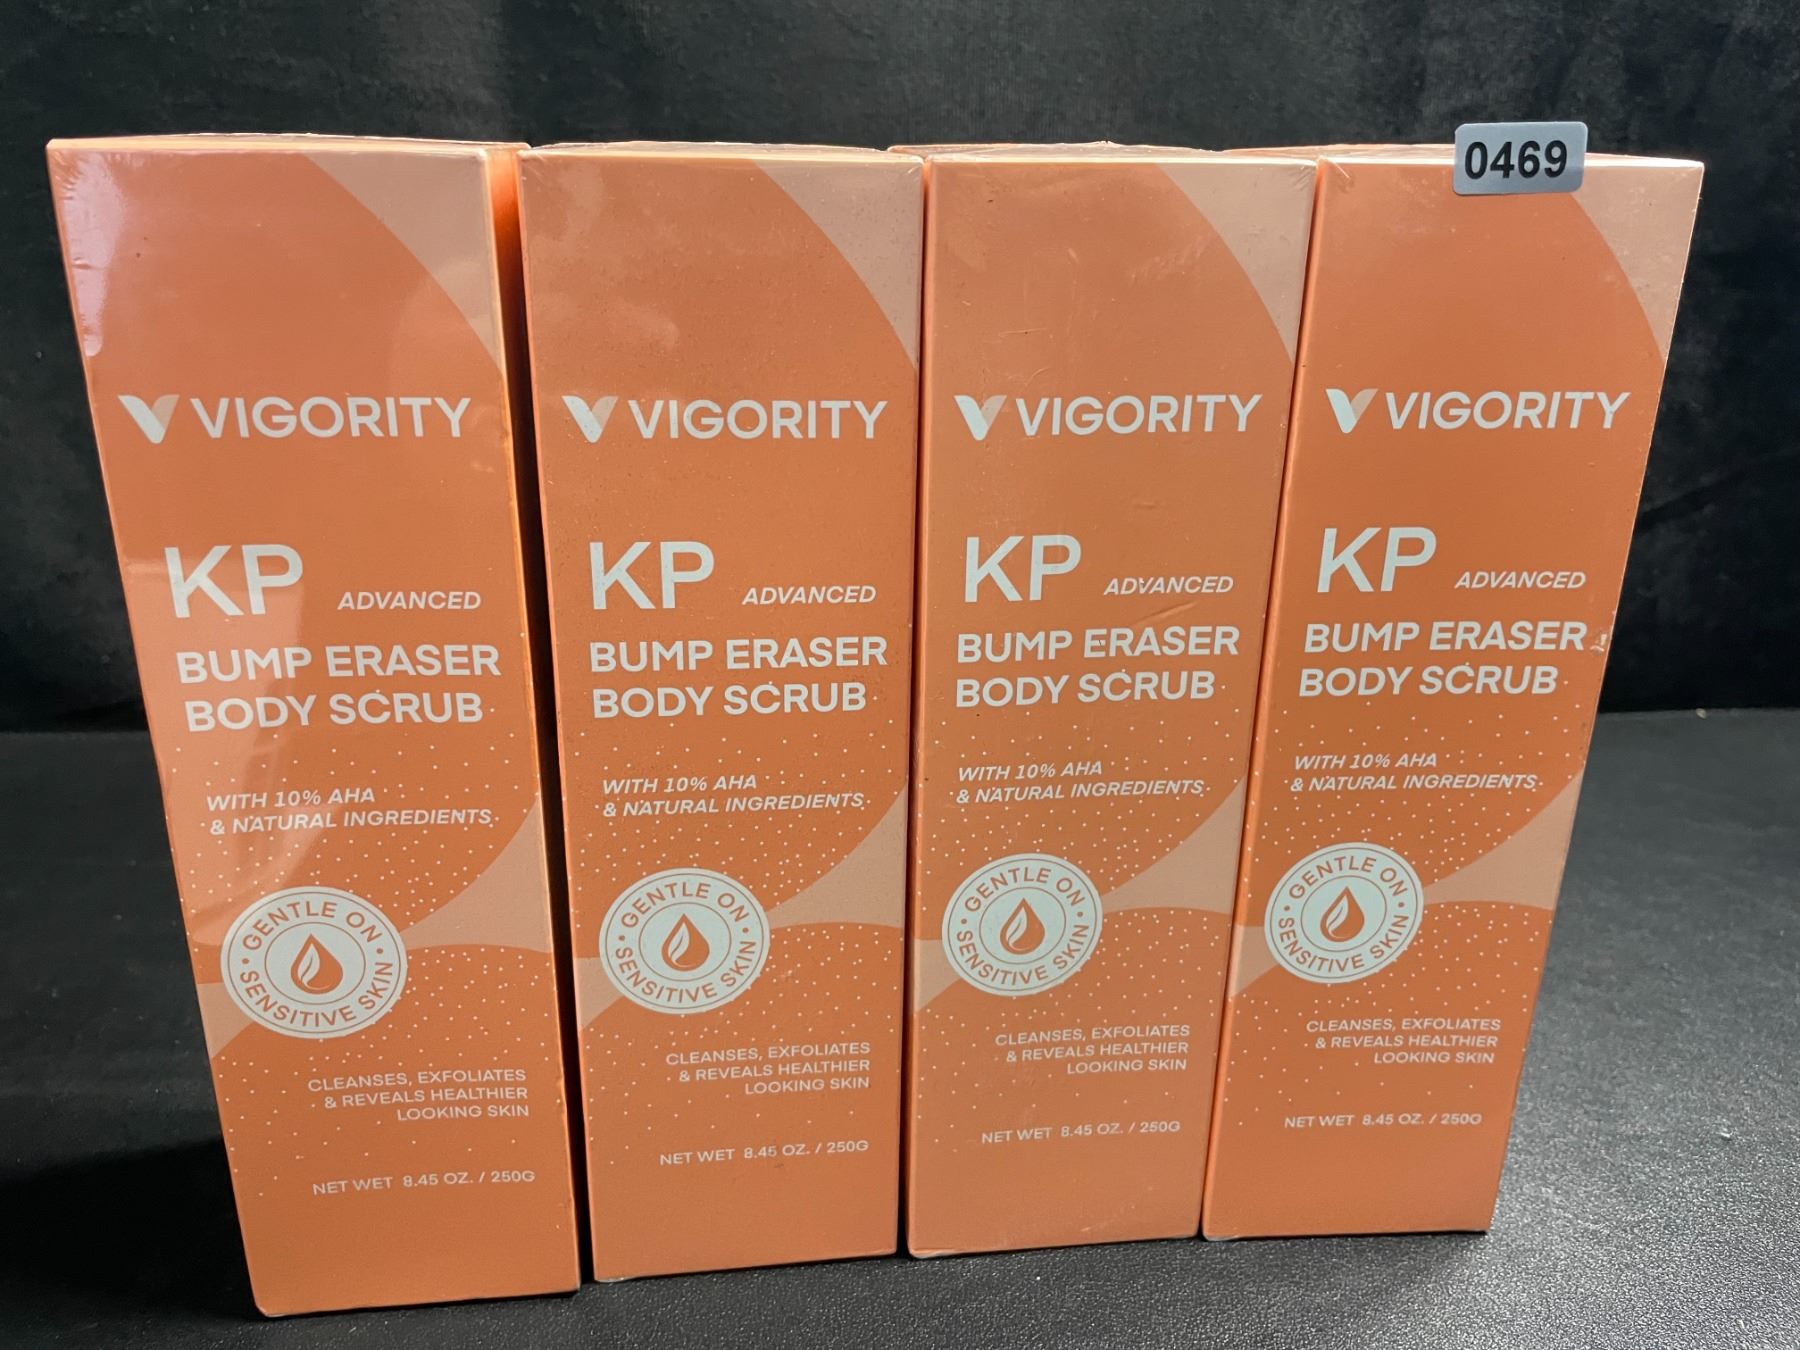 0469
VIGORITY
KP ADVANCED
BUMP ERASER
BODY SCRUB
WITH 10% AHA
& NATURAL INGREDIENTS
GENTLE ON
SENSITIVE SKIN
CLEANSES, EXFOLIATES
& REVEALS HEALTHIER
LOOKING SKIN
NET WET 8.45 OZ. / 250G
VIGORITY
KP ADVANCED
BUMP ERASER
BODY SCRUB
WITH 10% AHA
& NATURAL INGREDIENTS
GENTLE ON
SENSITIVE SKIN
CLEANSES, EXFOLIATES
& REVEALS HEALTHIER
LOOKING SKIN
NET WET 8.45 OZ. / 250G
VIGORITY
KP ADVANCED
BUMP ERASER
BODY SCRUB
WITH 10% AHA
& NATURAL INGREDIENTS
GENTLE ON
SENSITIVE SKIN
CLEANSES, EXFOLIATES
& REVEALS HEALTHIER
LOOKING SKIN
NET WET 8.45 OZ. / 250G
VIGORITY
KP ADVANCED
BUMP ERASER
BODY SCRUB
WITH 10% AHA
& NATURAL INGREDIENTS
GENTLE ON
SENSITIVE SKIN
CLEANSES, EXFOLIATES
& REVEALS HEALTHIER
LOOKING SKIN
NET WET 8.45 OZ. / 250G